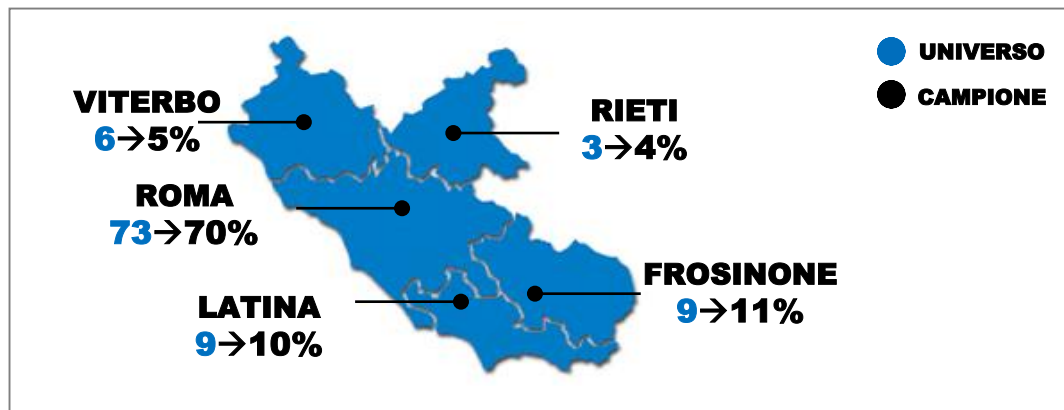 UNIVERSO
CAMPIONE
VITERBO
6→5%
RIETI
3→4%
ROMA
73→70%
FROSINONE
9→11%
LATINA
9→10%